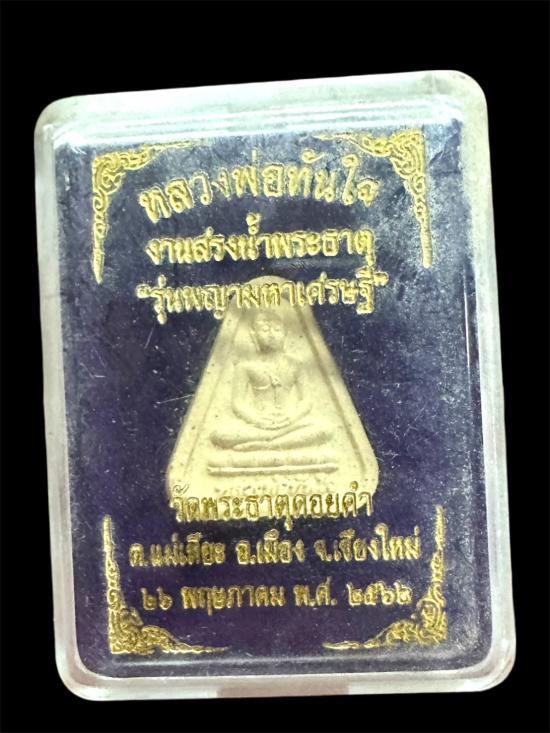 หลวงพ่อทันใจ
งานสรงน้ำพระธาตุ
"รุ่นพญามหาเศรษฐี"
วัดพระธาตุดอยคำ
ต.แม่เหียะ อ.เมือง จ.เชียงใหม่
๒๖ พฤษภาคม พ.ศ. ๒๕๖๒